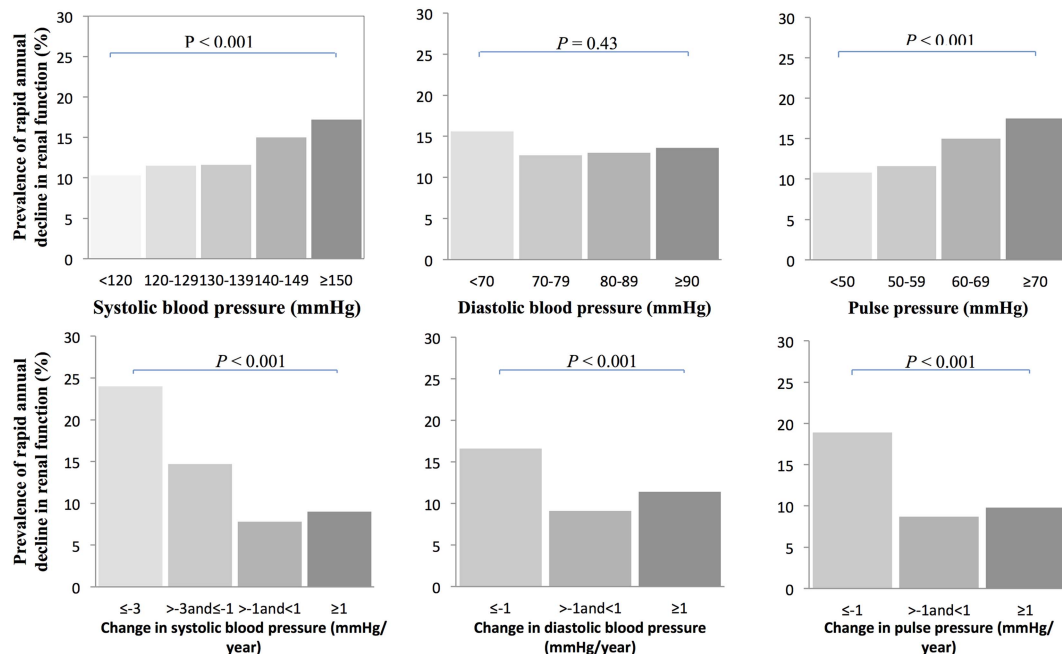 Prevalence of rapid annual
decline in renal function (%)
30
25
20
15
10
5
0
P < 0.001
<120 120-129 130-139 140-149 ≥150
Systolic blood pressure (mmHg)
30
25
20
15
10
5
0
P = 0.43
<70 70-79 80-89 ≥90
Diastolic blood pressure (mmHg)
30
25
20
15
10
5
0
P < 0.001
<50 50-59 60-69 ≥70
Pulse pressure (mmHg)
Prevalence of rapid annual
decline in renal function (%)
30
25
20
15
10
5
0
P < 0.001
≤-3 >-3and≤-1 >-1and<1 ≥1
Change in systolic blood pressure (mmHg/
year)
30
25
20
15
10
5
0
P < 0.001
≤-1 >-1and<1 ≥1
Change in diastolic blood pressure
(mmHg/year)
30
25
20
15
10
5
0
P < 0.001
≤-1 >-1and<1 ≥1
Change in pulse pressure (mmHg/
year)